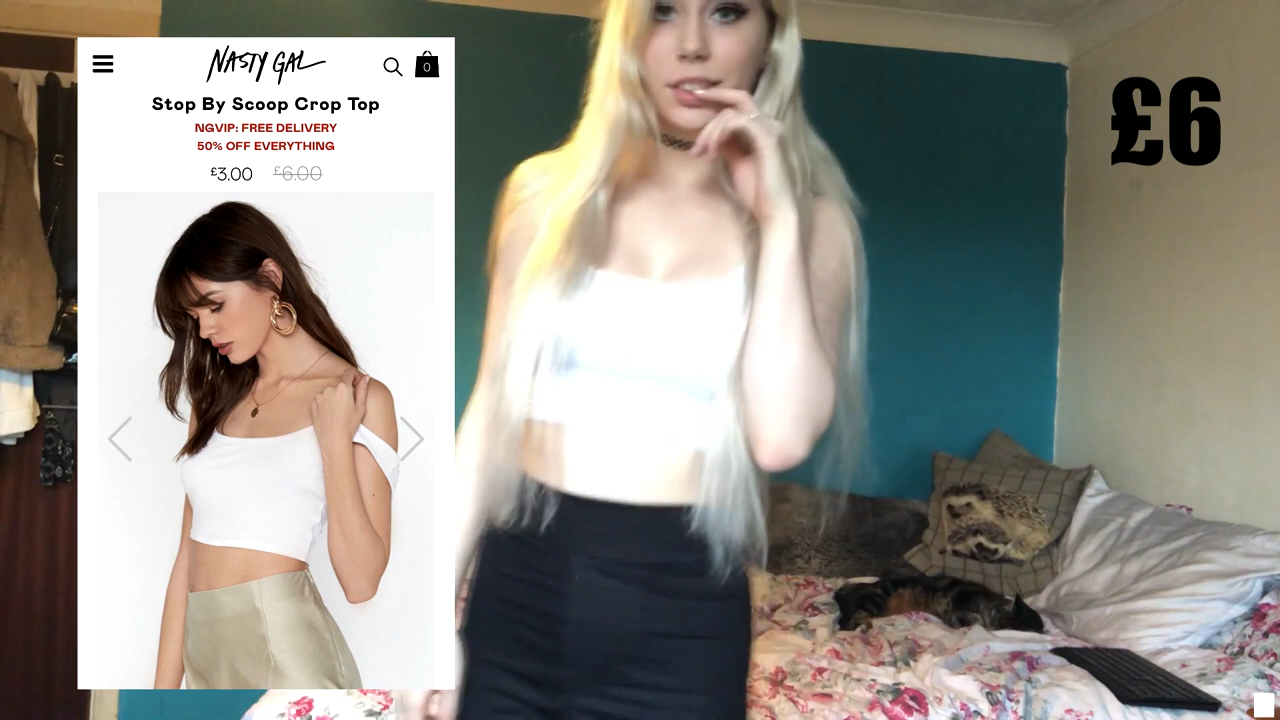 NASTY GAL
0
Stop By Scoop Crop Top
NGVIP: FREE DELIVERY
50% OFF EVERYTHING
£3.00 £6.00
£6